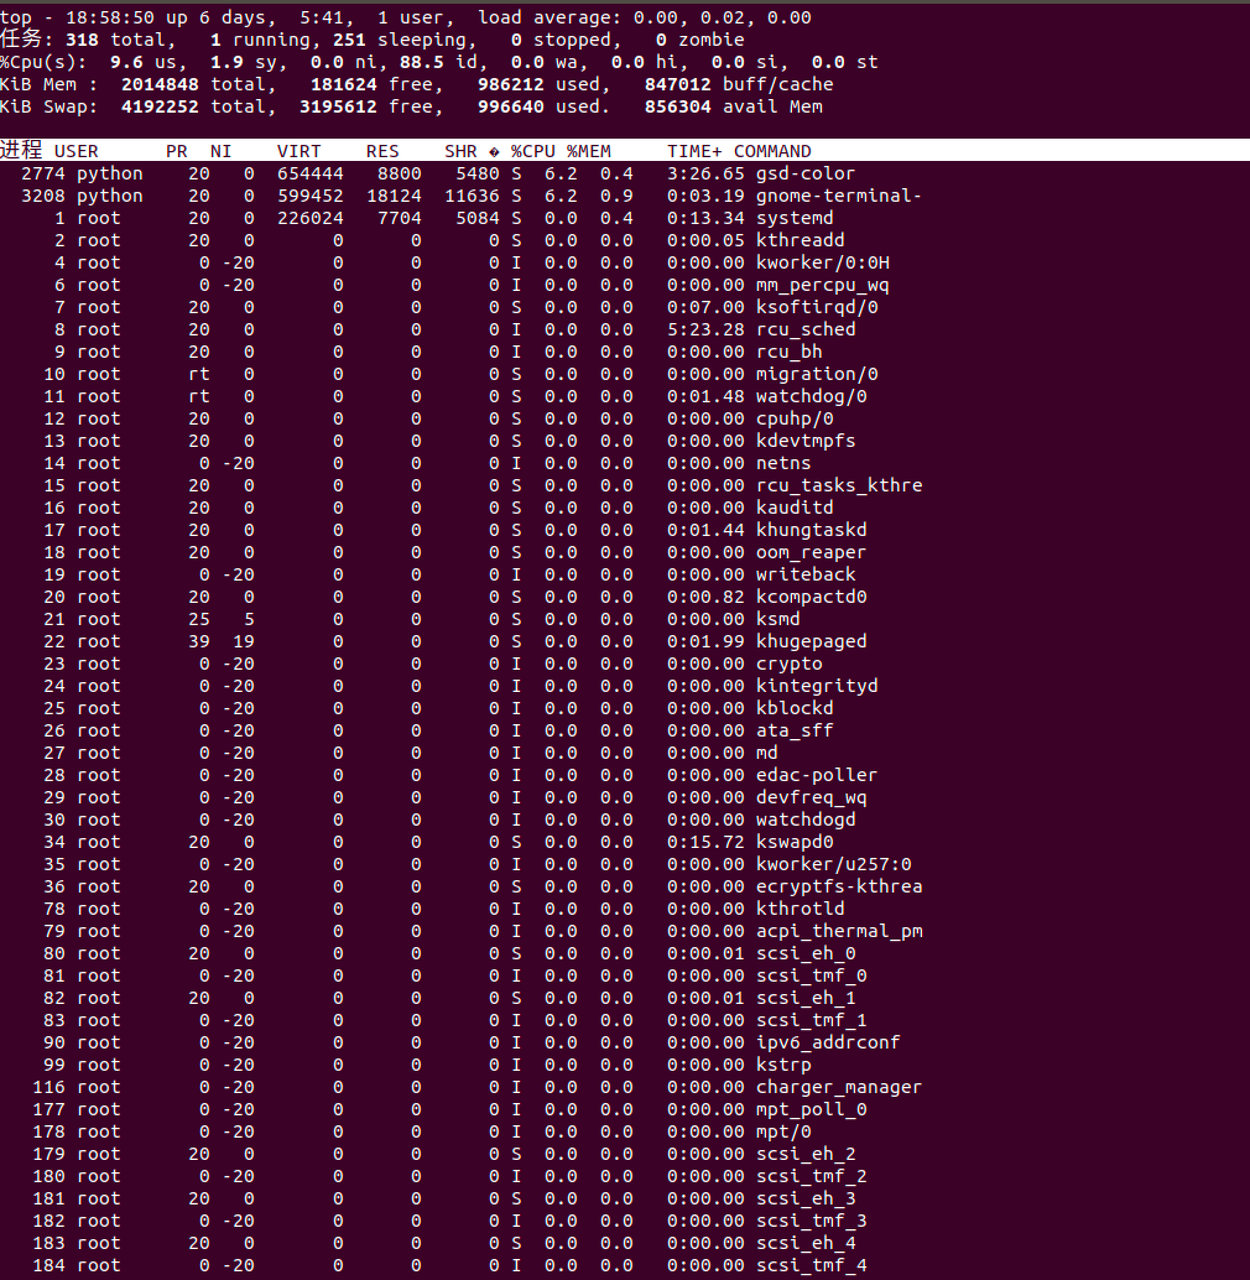 top - 18:58:50 up 6 days,  5:41,  1 user,  load average: 0.00, 0.02, 0.00
任务: 318 total,   1 running, 251 sleeping,   0 stopped,   0 zombie
%Cpu(s):  9.6 us,  1.9 sy,  0.0 ni, 88.5 id,  0.0 wa,  0.0 hi,  0.0 si,  0.0 st
KiB Mem :  2014848 total,   181624 free,   986212 used,   847012 buff/cache
KiB Swap:  4192252 total,  3195612 free,   996640 used.   856304 avail Mem
进程 USER      PR  NI    VIRT    RES    SHR � %CPU %MEM     TIME+ COMMAND
2774 python    20   0  654444   8800   5480 S  6.2  0.4   3:26.65 gsd-color
3208 python    20   0  599452  18124  11636 S  6.2  0.9   0:03.19 gnome-terminal-
1 root      20   0  226024   7704   5084 S  0.0  0.4   0:13.34 systemd
2 root      20   0       0      0      0 S  0.0  0.0   0:00.05 kthreadd
4 root       0 -20       0      0      0 I  0.0  0.0   0:00.00 kworker/0:0H
6 root       0 -20       0      0      0 I  0.0  0.0   0:00.00 mm_percpu_wq
7 root      20   0       0      0      0 S  0.0  0.0   0:07.00 ksoftirqd/0
8 root      20   0       0      0      0 I  0.0  0.0   5:23.28 rcu_sched
9 root      20   0       0      0      0 I  0.0  0.0   0:00.00 rcu_bh
10 root      rt   0       0      0      0 S  0.0  0.0   0:00.00 migration/0
11 root      rt   0       0      0      0 S  0.0  0.0   0:01.48 watchdog/0
12 root      20   0       0      0      0 S  0.0  0.0   0:00.00 cpuhp/0
13 root      20   0       0      0      0 S  0.0  0.0   0:00.00 kdevtmpfs
14 root       0 -20       0      0      0 I  0.0  0.0   0:00.00 netns
15 root      20   0       0      0      0 S  0.0  0.0   0:00.00 rcu_tasks_kthre
16 root      20   0       0      0      0 S  0.0  0.0   0:00.00 kauditd
17 root      20   0       0      0      0 S  0.0  0.0   0:01.44 khungtaskd
18 root      20   0       0      0      0 S  0.0  0.0   0:00.00 oom_reaper
19 root       0 -20       0      0      0 I  0.0  0.0   0:00.00 writeback
20 root      20   0       0      0      0 S  0.0  0.0   0:00.82 kcompactd0
21 root      25   5       0      0      0 S  0.0  0.0   0:00.00 ksmd
22 root      39  19       0      0      0 S  0.0  0.0   0:01.99 khugepaged
23 root       0 -20       0      0      0 I  0.0  0.0   0:00.00 crypto
24 root       0 -20       0      0      0 I  0.0  0.0   0:00.00 kintegrityd
25 root       0 -20       0      0      0 I  0.0  0.0   0:00.00 kblockd
26 root       0 -20       0      0      0 I  0.0  0.0   0:00.00 ata_sff
27 root       0 -20       0      0      0 I  0.0  0.0   0:00.00 md
28 root       0 -20       0      0      0 I  0.0  0.0   0:00.00 edac-poller
29 root       0 -20       0      0      0 I  0.0  0.0   0:00.00 devfreq_wq
30 root       0 -20       0      0      0 I  0.0  0.0   0:00.00 watchdogd
34 root      20   0       0      0      0 S  0.0  0.0   0:15.72 kswapd0
35 root       0 -20       0      0      0 I  0.0  0.0   0:00.00 kworker/u257:0
36 root      20   0       0      0      0 S  0.0  0.0   0:00.00 ecryptfs-kthrea
78 root       0 -20       0      0      0 I  0.0  0.0   0:00.00 kthrotld
79 root       0 -20       0      0      0 I  0.0  0.0   0:00.00 acpi_thermal_pm
80 root      20   0       0      0      0 S  0.0  0.0   0:00.01 scsi_eh_0
81 root       0 -20       0      0      0 I  0.0  0.0   0:00.00 scsi_tmf_0
82 root      20   0       0      0      0 S  0.0  0.0   0:00.01 scsi_eh_1
83 root       0 -20       0      0      0 I  0.0  0.0   0:00.00 scsi_tmf_1
90 root       0 -20       0      0      0 I  0.0  0.0   0:00.00 ipv6_addrconf
99 root       0 -20       0      0      0 I  0.0  0.0   0:00.00 kstrp
116 root       0 -20       0      0      0 I  0.0  0.0   0:00.00 charger_manager
177 root       0 -20       0      0      0 I  0.0  0.0   0:00.00 mpt_poll_0
178 root       0 -20       0      0      0 I  0.0  0.0   0:00.00 mpt/0
179 root      20   0       0      0      0 S  0.0  0.0   0:00.00 scsi_eh_2
180 root       0 -20       0      0      0 I  0.0  0.0   0:00.00 scsi_tmf_2
181 root      20   0       0      0      0 S  0.0  0.0   0:00.00 scsi_eh_3
182 root       0 -20       0      0      0 I  0.0  0.0   0:00.00 scsi_tmf_3
183 root      20   0       0      0      0 S  0.0  0.0   0:00.00 scsi_eh_4
184 root       0 -20       0      0      0 I  0.0  0.0   0:00.00 scsi_tmf_4